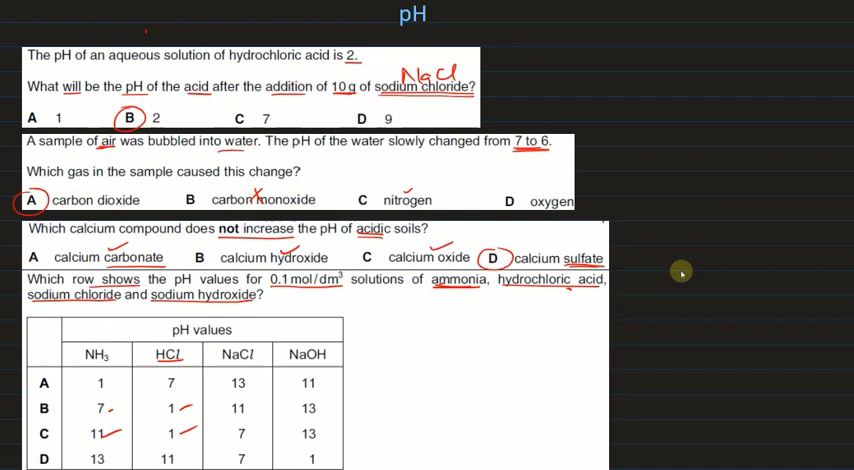 pH
The pH of an aqueous solution of hydrochloric acid is 2.
NaCl
What will be the pH of the acid after the addition of 10 g of sodium chloride?
A 1 B 2 C 7 D 9
A sample of air was bubbled into water. The pH of the water slowly changed from 7 to 6.
Which gas in the sample caused this change?
A carbon dioxide B carbon monoxide C nitrogen D oxygen
Which calcium compound does not increase the pH of acidic soils?
A calcium carbonate B calcium hydroxide C calcium oxide D calcium sulfate
Which row shows the pH values for 0.1 mol/dm³ solutions of ammonia, hydrochloric acid,
sodium chloride and sodium hydroxide?
pH values
NH₃ HCl NaCl NaOH
A 1 7 13 11
B 7 1 11 13
C 11 1 7 13
D 13 11 7 1